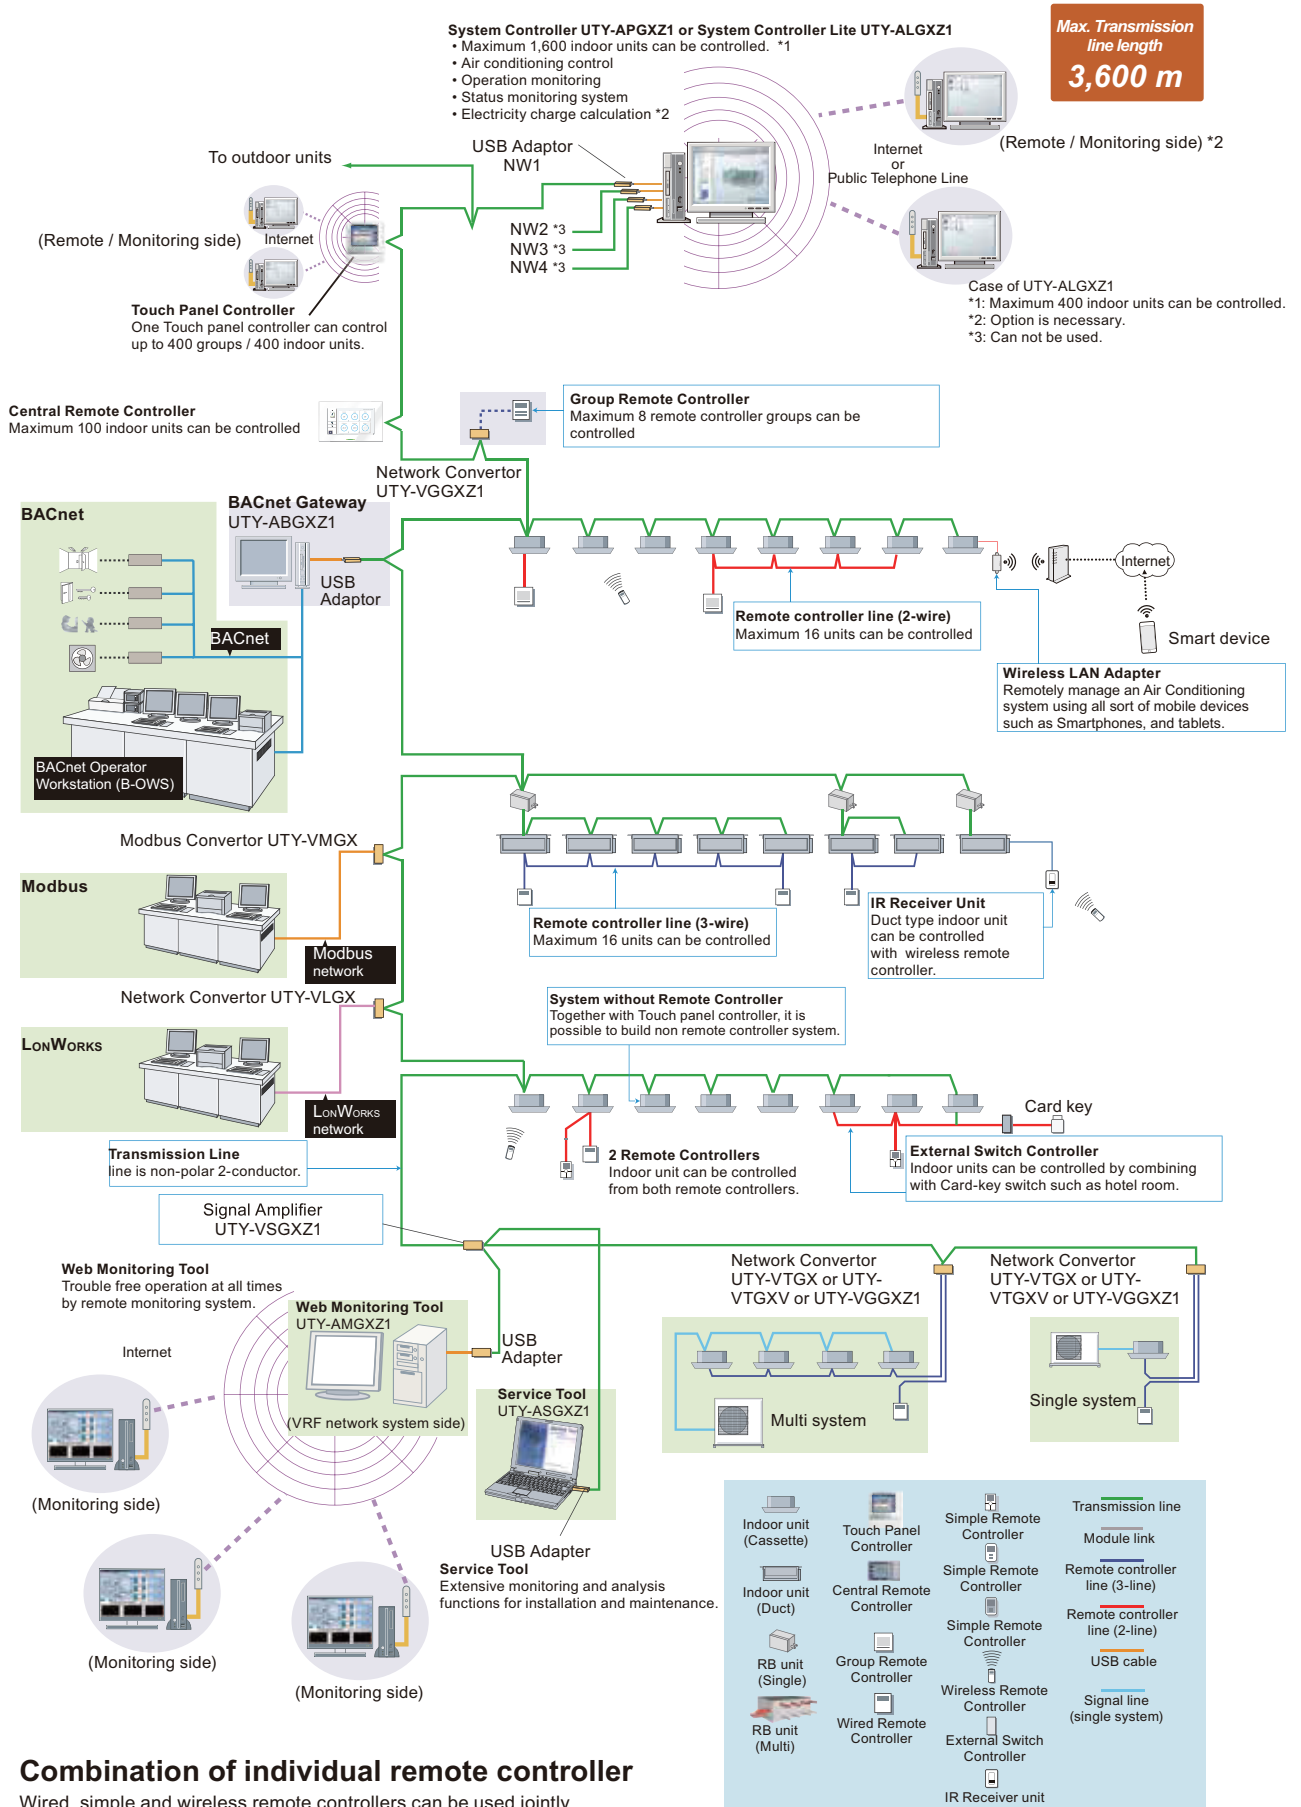 System Controller UTY-APGXZ1 or System Controller Lite UTY-ALGXZ1
• Maximum 1,600 indoor units can be controlled. *1
• Air conditioning control
• Operation monitoring
• Status monitoring system
• Electricity charge calculation *2
Max. Transmission
line length
3,600 m
(Remote / Monitoring side) *2
Internet
or
Public Telephone Line
USB Adaptor
NW1
NW2 *3
NW3 *3
NW4 *3
To outdoor units
(Remote / Monitoring side)
Internet
Touch Panel Controller
One Touch panel controller can control
up to 400 groups / 400 indoor units.
Case of UTY-ALGXZ1
*1: Maximum 400 indoor units can be controlled.
*2: Option is necessary.
*3: Can not be used.
Central Remote Controller
Maximum 100 indoor units can be controlled
Group Remote Controller
Maximum 8 remote controller groups can be
controlled
Network Convertor
UTY-VGGXZ1
BACnet
BACnet Gateway
UTY-ABGXZ1
USB
Adaptor
BACnet
BACnet Operator
Workstation (B-OWS)
Remote controller line (2-wire)
Maximum 16 units can be controlled
Internet
Smart device
Wireless LAN Adapter
Remotely manage an Air Conditioning
system using all sort of mobile devices
such as Smartphones, and tablets.
Modbus Convertor UTY-VMGX
Modbus
Modbus
network
Remote controller line (3-wire)
Maximum 16 units can be controlled
IR Receiver Unit
Duct type indoor unit
can be controlled
with wireless remote
controller.
Network Convertor UTY-VLGX
LONWORKS
LONWORKS
network
System without Remote Controller
Together with Touch panel controller, it is
possible to build non remote controller system.
Card key
Transmission Line
line is non-polar 2-conductor.
2 Remote Controllers
Indoor unit can be controlled
from both remote controllers.
External Switch Controller
Indoor units can be controlled by combining
with Card-key switch such as hotel room.
Signal Amplifier
UTY-VSGXZ1
Web Monitoring Tool
Trouble free operation at all times
by remote monitoring system.
Internet
Web Monitoring Tool
UTY-AMGXZ1
(VRF network system side)
USB
Adapter
Service Tool
UTY-ASGXZ1
Network Convertor
UTY-VTGX or UTY-
VTGXV or UTY-VGGXZ1
Multi system
Network Convertor
UTY-VTGX or UTY-
VTGXV or UTY-VGGXZ1
Single system
(Monitoring side)
(Monitoring side)
(Monitoring side)
USB Adapter
Service Tool
Extensive monitoring and analysis
functions for installation and maintenance.
Indoor unit
(Cassette)
Indoor unit
(Duct)
RB unit
(Single)
RB unit
(Multi)
Touch Panel
Controller
Central Remote
Controller
Group Remote
Controller
Wired Remote
Controller
Simple Remote
Controller
Simple Remote
Controller
Simple Remote
Controller
Wireless Remote
Controller
External Switch
Controller
IR Receiver unit
Transmission line
Module link
Remote controller
line (3-line)
Remote controller
line (2-line)
USB cable
Signal line
(single system)
Combination of individual remote controller
Wired, simple and wireless remote controllers can be used jointly